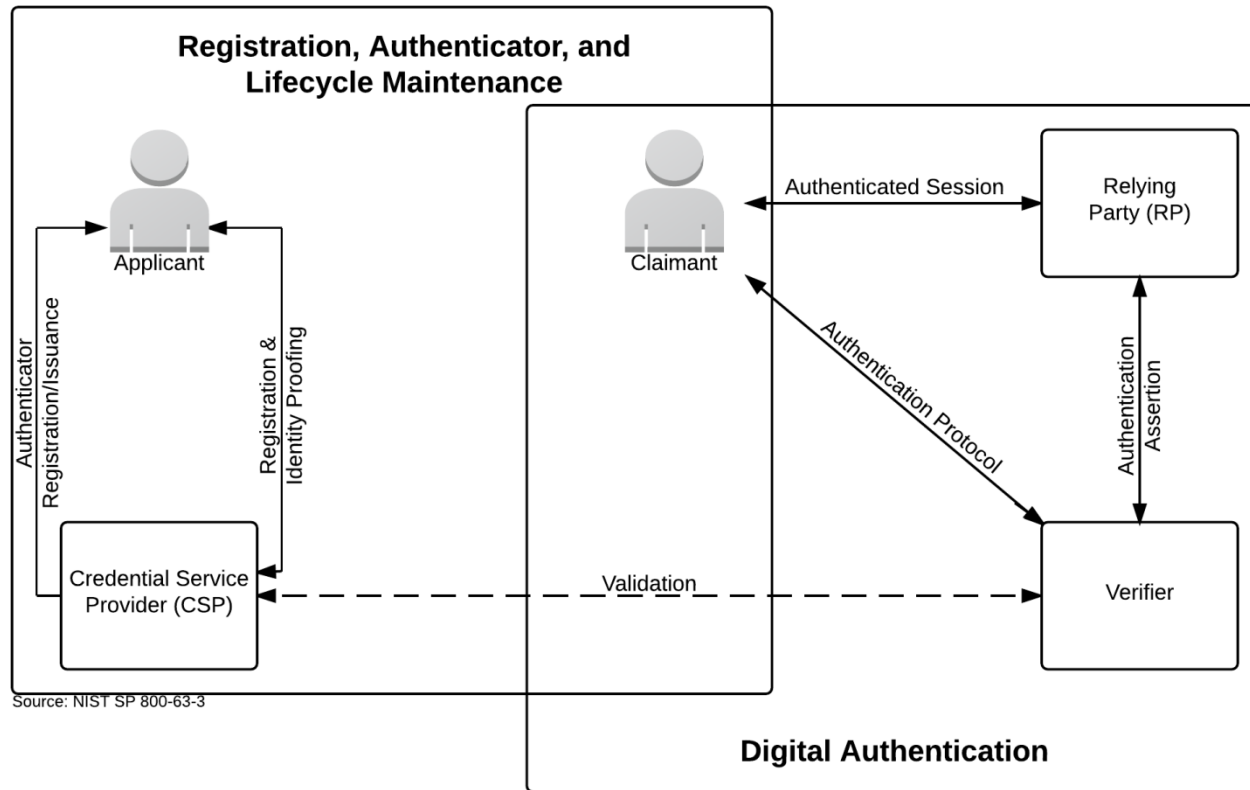 Registration, Authenticator, and
Lifecycle Maintenance
Applicant
Claimant
Authenticated Session
Relying
Party (RP)
Authenticator
Registration/Issuance
Registration &
Identity Proofing
Authentication Protocol
Authentication
Assertion
Credential Service
Provider (CSP)
Validation
Verifier
Source: NIST SP 800-63-3
Digital Authentication